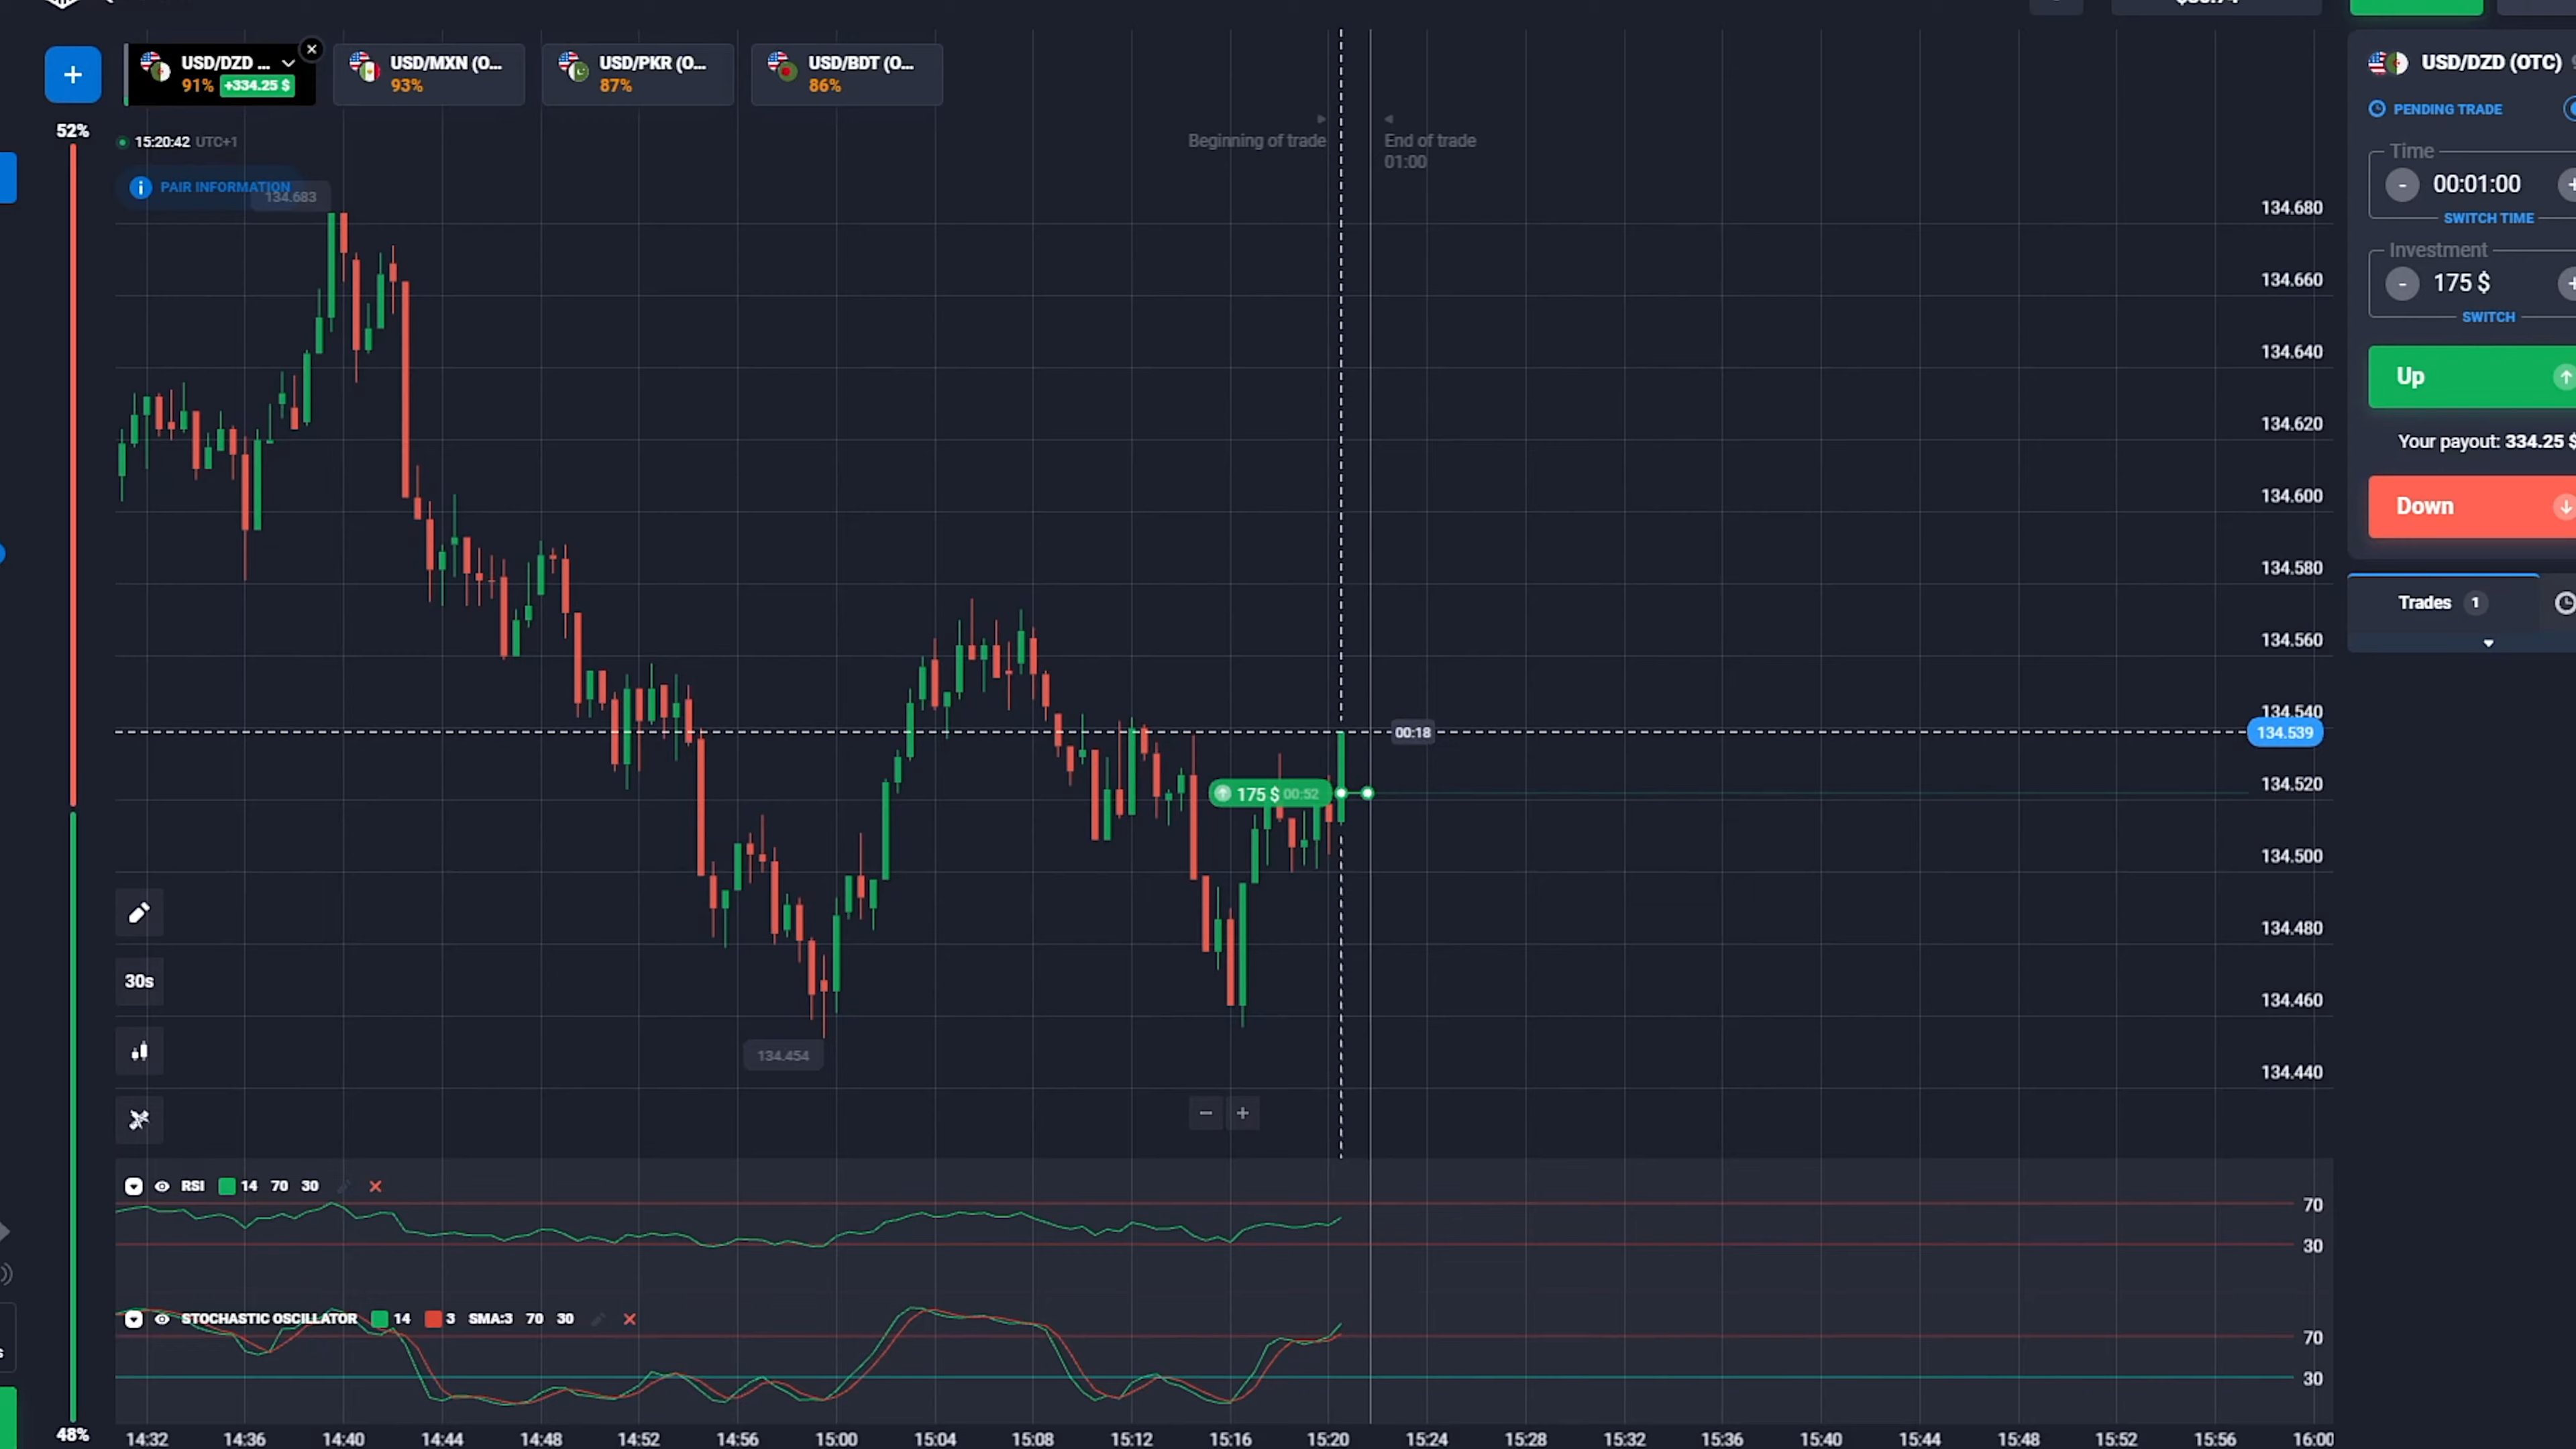 USD/DZD ...
91% +334.25 $
USD/MXN (O...
93%
USD/PKR (O...
87%
USD/BDT (O...
86%
52%
15:20:42 UTC+1
PAIR INFORMATION
134.683
Beginning of trade
End of trade
01:00
134.680
134.660
134.640
134.620
134.600
134.580
134.560
134.540
134.539
134.520
134.500
134.480
134.460
134.440
00:18
175 $ 00:52
134.454
30s
RSI 14 70 30
70
30
STOCHASTIC OSCILLATOR 14 3 SMA:3 70 30
70
30
48%
14:32 14:36 14:40 14:44 14:48 14:52 14:56 15:00 15:04 15:08 15:12 15:16 15:20 15:24 15:28 15:32 15:36 15:40 15:44 15:48 15:52 15:56 16:00
USD/DZD (OTC)
PENDING TRADE
Time
- 00:01:00 +
SWITCH TIME
Investment
- 175 $ +
SWITCH
Up
Your payout: 334.25 $
Down
Trades 1